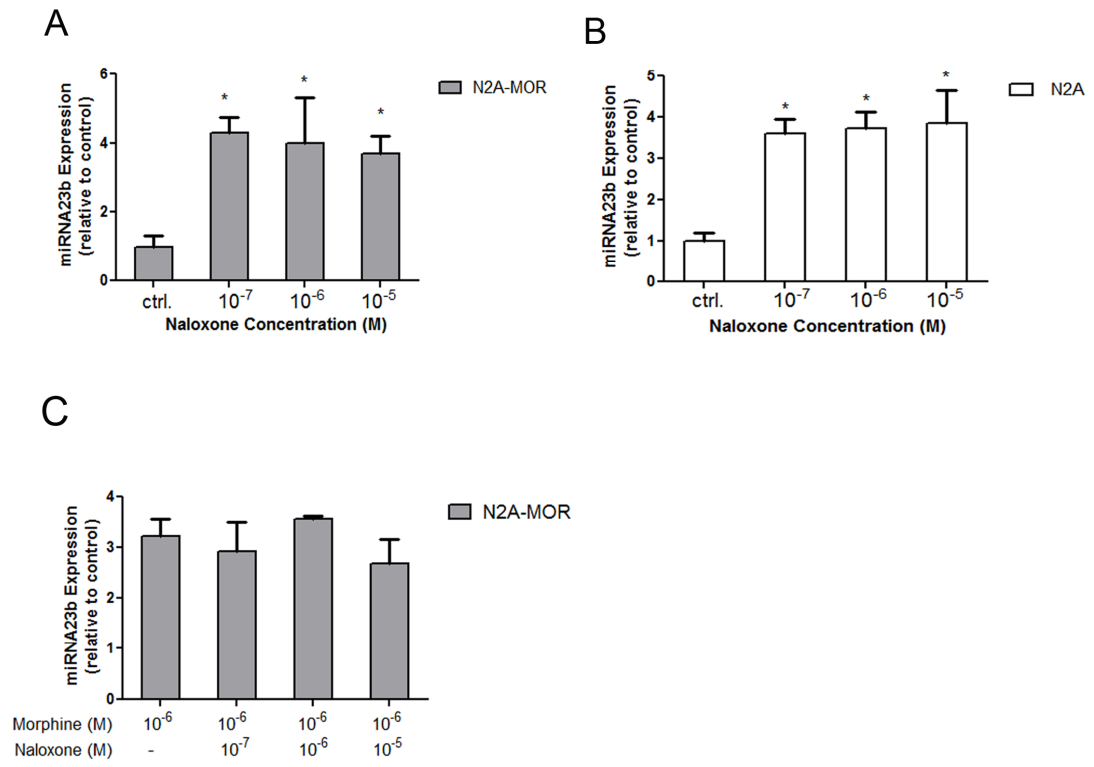 A
6
4
2
0
miRNA23b Expression
(relative to control)
*
*
*
N2A-MOR
ctrl.
10-7
10-6
10-5
Naloxone Concentration (M)
B
5
4
3
2
1
0
miRNA23b Expression
(relative to control)
*
*
*
N2A
ctrl.
10-7
10-6
10-5
Naloxone Concentration (M)
C
4
3
2
1
0
miRNA23b Expression
(relative to control)
N2A-MOR
Morphine (M) 10-6 10-6 10-6 10-6
Naloxone (M) - 10-7 10-6 10-5